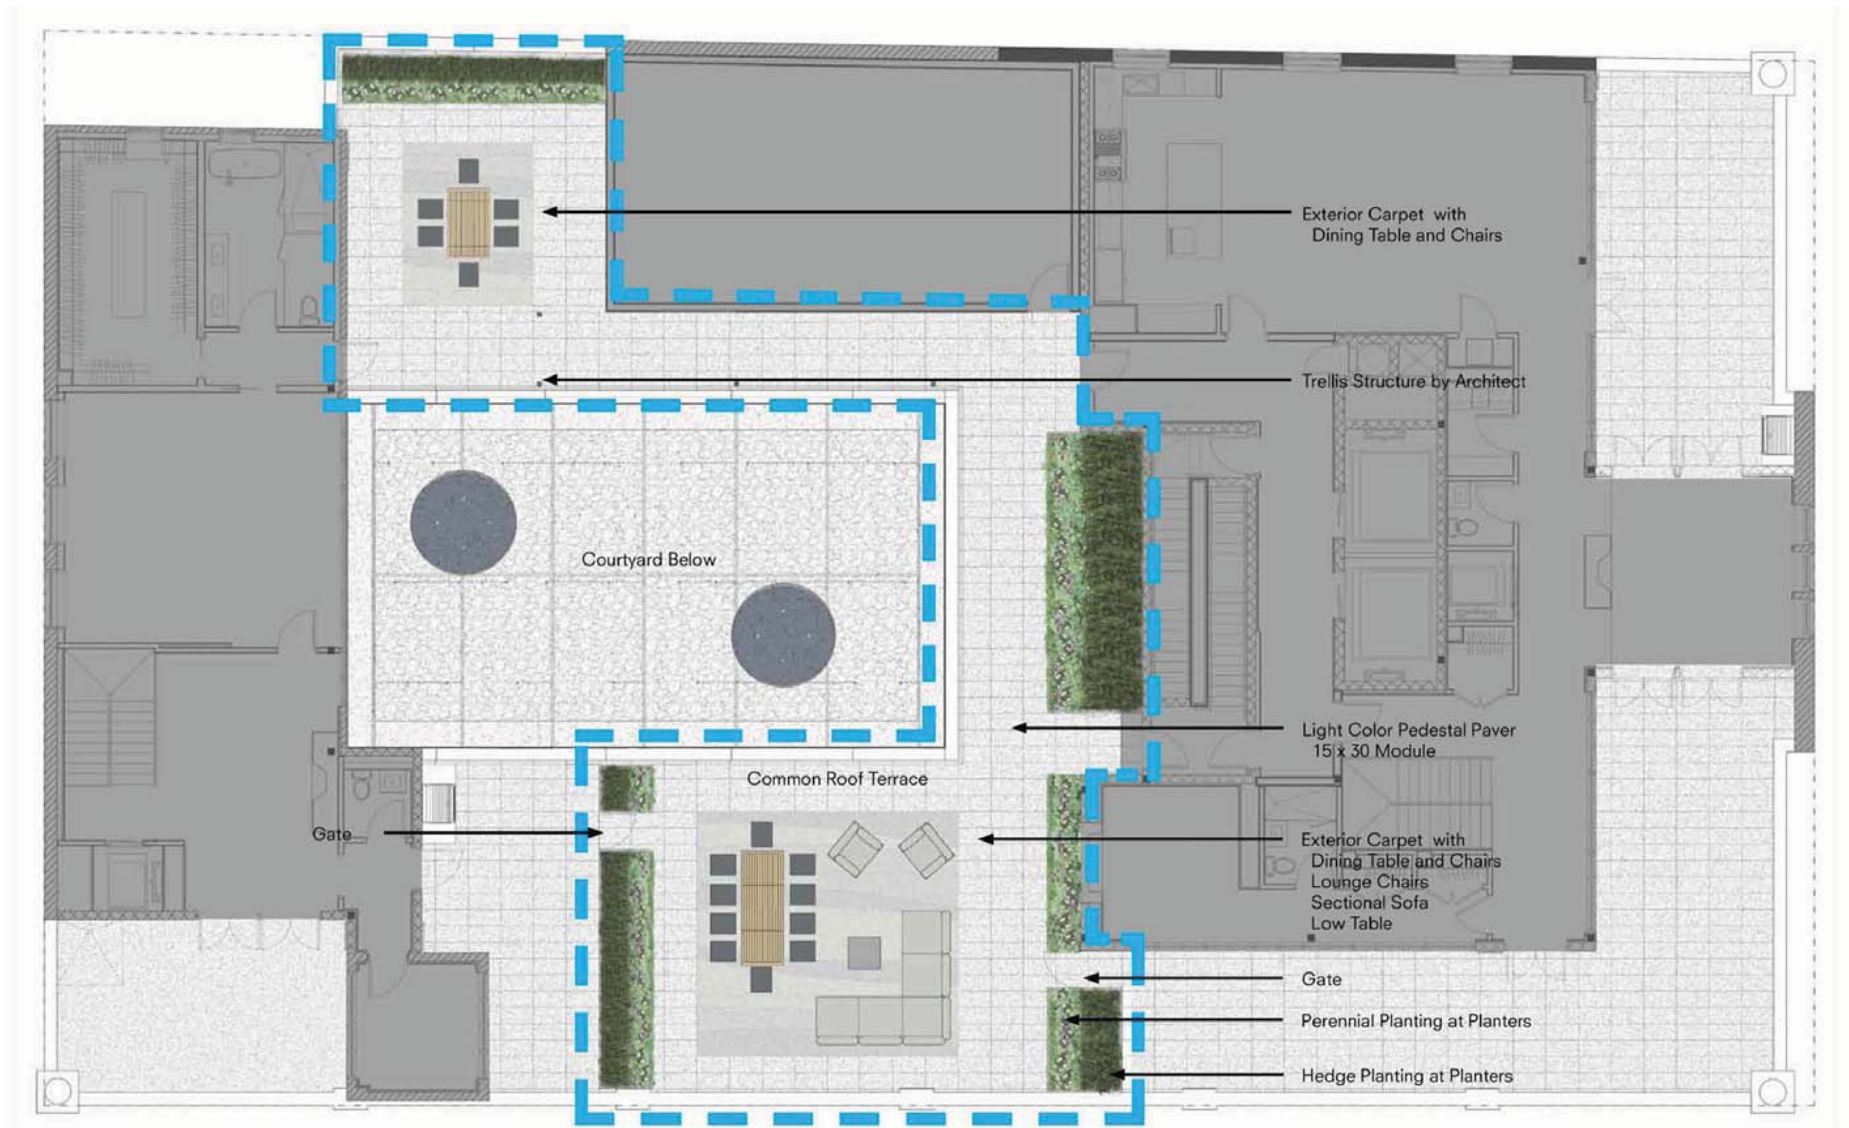 Exterior Carpet with
Dining Table and Chairs
Trellis Structure by Architect
Courtyard Below
Light Color Pedestal Paver
15 x 30 Module
Common Roof Terrace
Gate
Exterior Carpet with
Dining Table and Chairs
Lounge Chairs
Sectional Sofa
Low Table
Gate
Perennial Planting at Planters
Hedge Planting at Planters